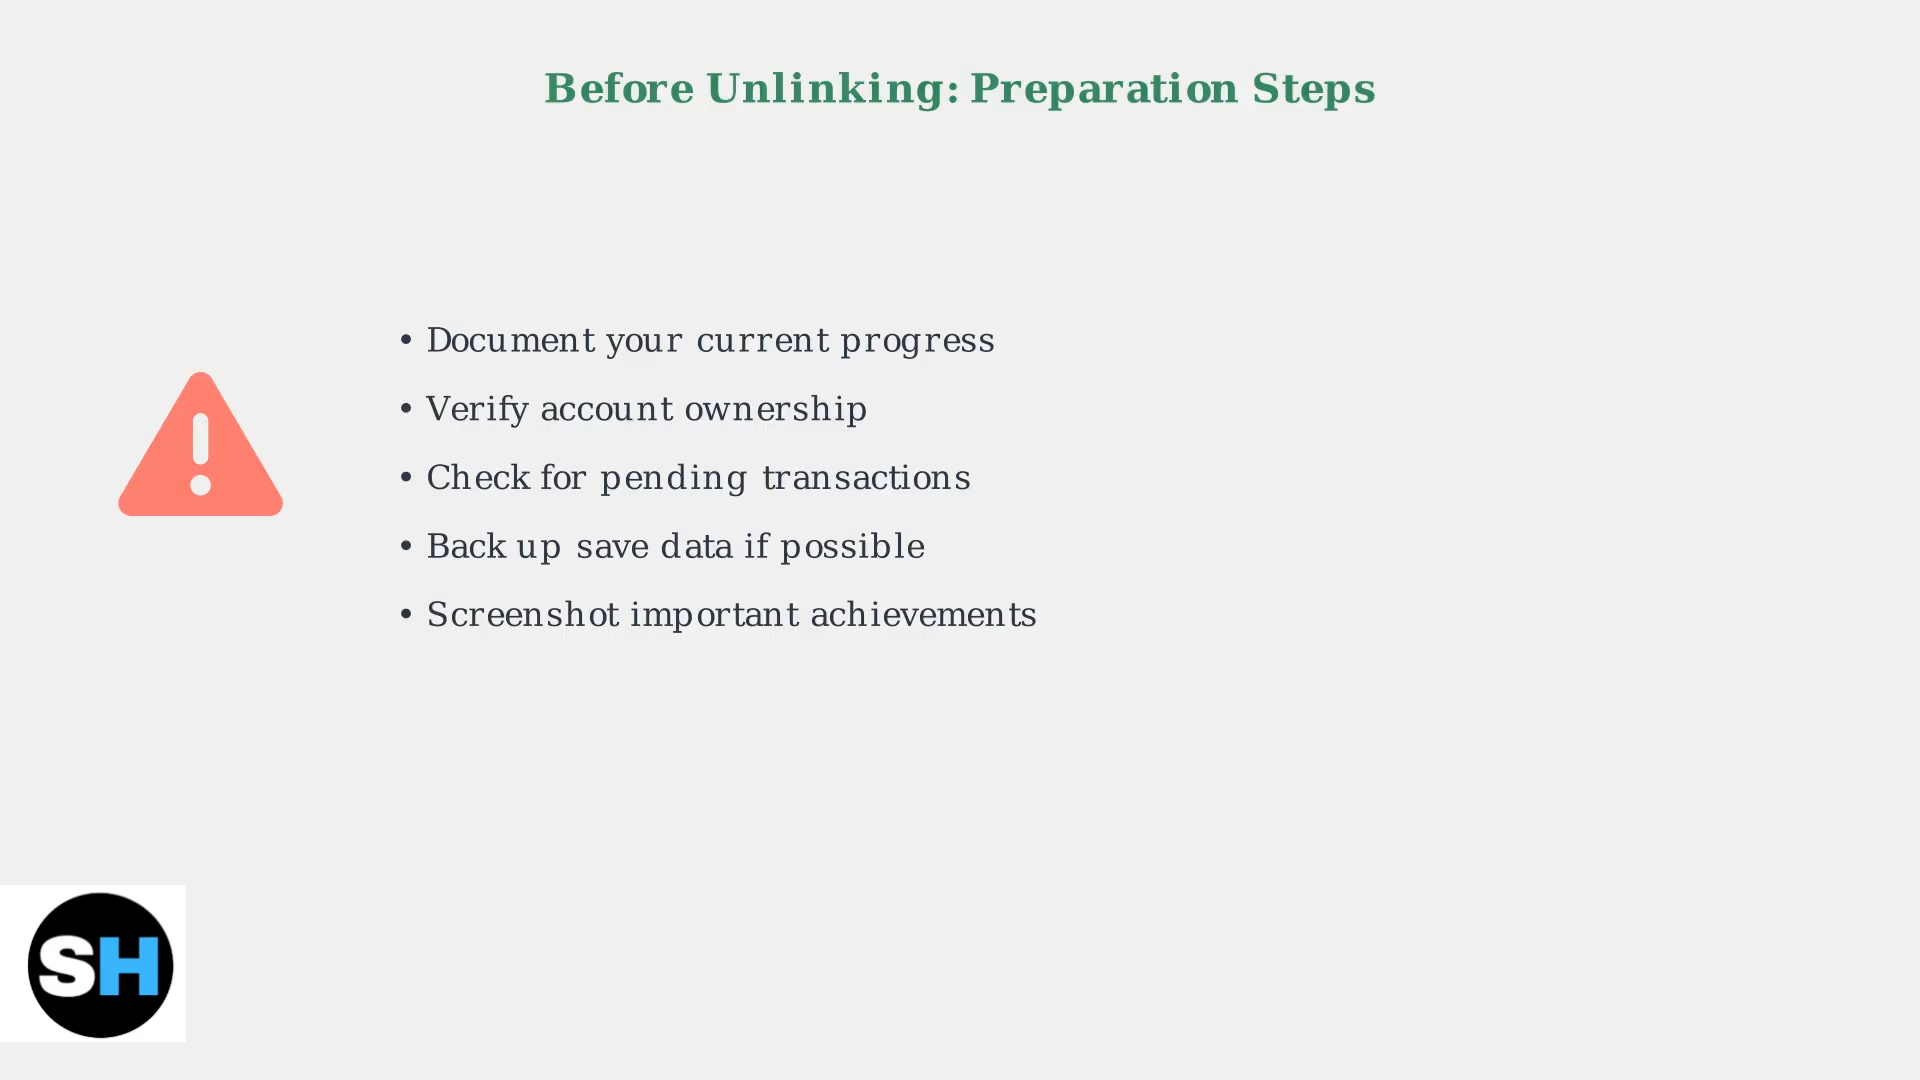 Before Unlinking: Preparation Steps
• Document your current progress
• Verify account ownership
• Check for pending transactions
• Back up save data if possible
• Screenshot important achievements
SH